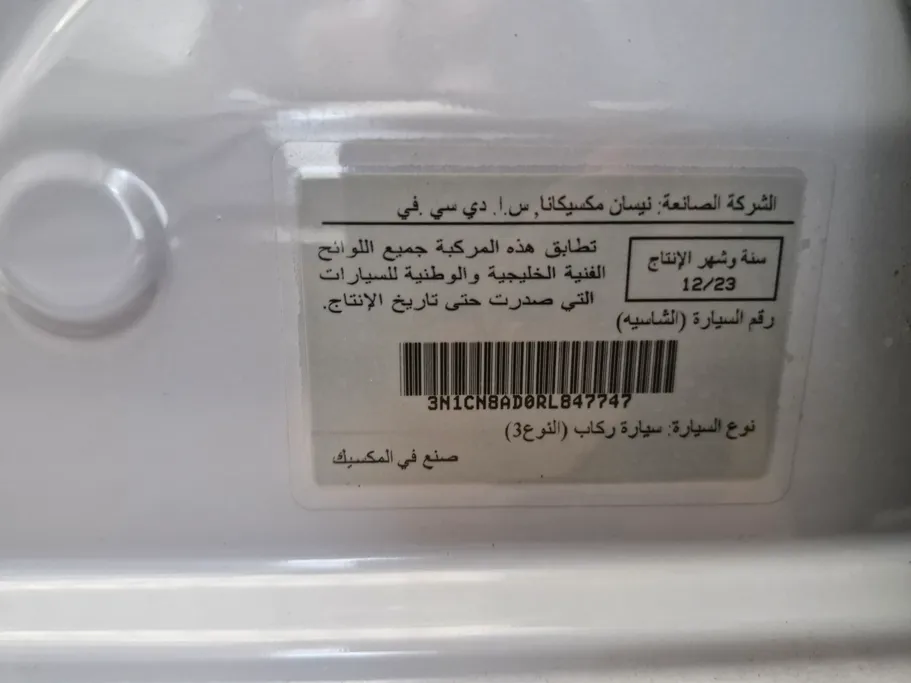 الشركة الصانعة: نيسان مكسيكانا, س.ا. دي سي .في
سنة وشهر الإنتاج
12/23
تطابق هذه المركبة جميع اللوائح
الفنية الخليجية والوطنية للسيارات
التي صدرت حتى تاريخ الإنتاج.
رقم السيارة (الشاسيه)
3N1CN8AD0RL847747
نوع السيارة: سيارة ركاب (النوع3)
صنع في المكسيك